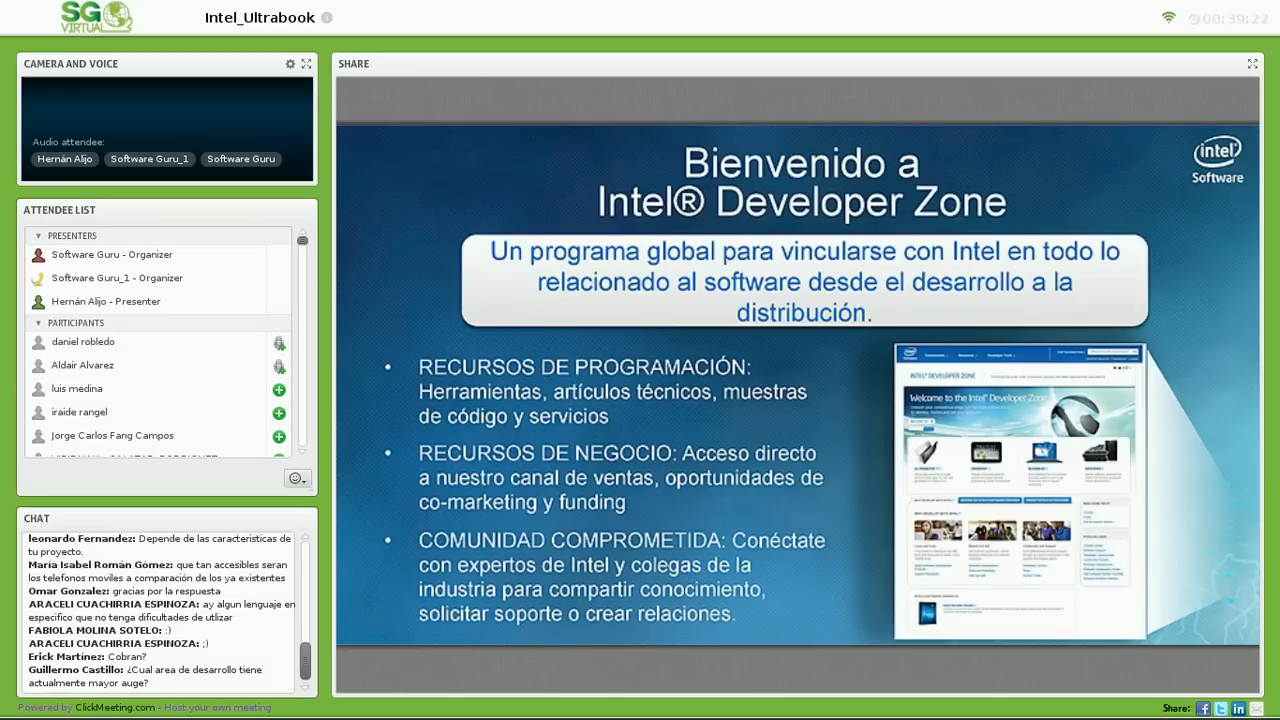 SG
VIRTUAL
Intel_Ultrabook
00:39:22
CAMERA AND VOICE
Audio attendee:
Hernán Alijo
Software Guru_1
Software Guru
ATTENDEE LIST
PRESENTERS
Software Guru - Organizer
Software Guru_1 - Organizer
Hernán Alijo - Presenter
PARTICIPANTS
daniel robledo
Aldair Alvarez
luis medina
iraide rangel
Jorge Carlos Fang Campos
CHAT
leonardo Fernandez: Depende de las caracteristicas de
tu proyecto.
María Isabel Román Gómez: que tan accesibles serían
los telefonos moviles a comparación de los ya existentes
Omar Gonzalez: gracias por la respuesta
ARACELI CUACHIRRIA ESPINOZA: ay algun lenguaje en
especifico que no tenga dificultades de utlizar
FABIOLA MOLINA SOTELO: :)
ARACELI CUACHIRRIA ESPINOZA: ;)
Erick Martínez: Cobran?
Guillermo Castillo: ¿Cual area de desarrollo tiene
actualmente mayor auge?
SHARE
intel
Software
Bienvenido a
Intel® Developer Zone
Un programa global para vincularse con Intel en todo lo
relacionado al software desde el desarrollo a la
distribución.
• RECURSOS DE PROGRAMACIÓN:
Herramientas, artículos técnicos, muestras
de código y servicios
• RECURSOS DE NEGOCIO: Acceso directo
a nuestro canal de ventas, oportunidades de
co-marketing y funding
• COMUNIDAD COMPROMETIDA: Conéctate
con expertos de Intel y colegas de la
industria para compartir conocimiento,
solicitar soporte o crear relaciones.
INTEL® DEVELOPER ZONE
Welcome to the Intel® Developer Zone
Powered by ClickMeeting.com - Host your own meeting
Share: